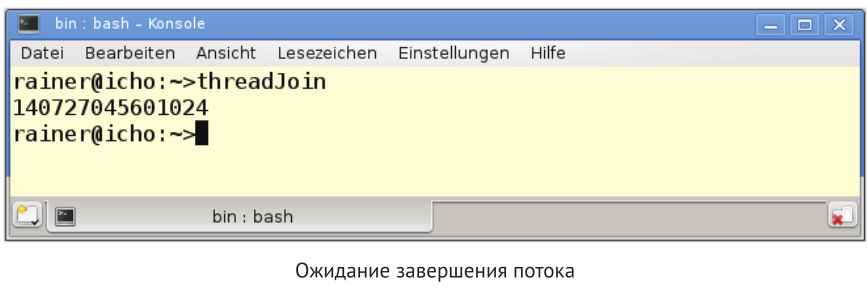 bin : bash – Konsole
Datei Bearbeiten Ansicht Lesezeichen Einstellungen Hilfe
rainer@icho:~>threadJoin
140727045601024
rainer@icho:~>
bin : bash
Ожидание завершения потока